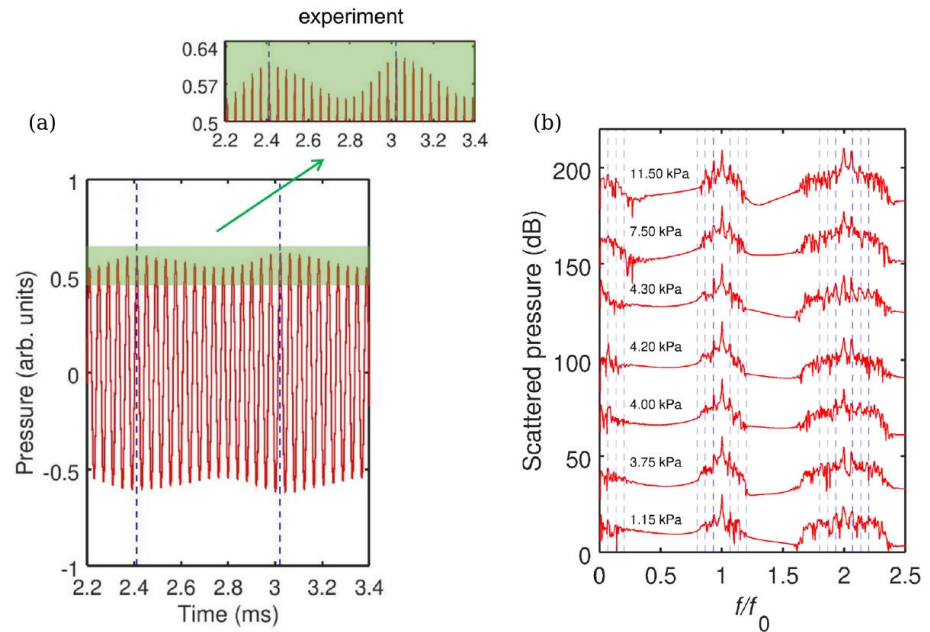 experiment
0.64
0.57
0.5
2.2 2.4 2.6 2.8 3 3.2 3.4
(a)
1
0.5
0
-0.5
-1
2.2 2.4 2.6 2.8 3 3.2 3.4
Pressure (arb. units)
Time (ms)
(b)
200
150
100
50
0
0 0.5 1 1.5 2 2.5
Scattered pressure (dB)
f/f0
11.50 kPa
7.50 kPa
4.30 kPa
4.20 kPa
4.00 kPa
3.75 kPa
1.15 kPa